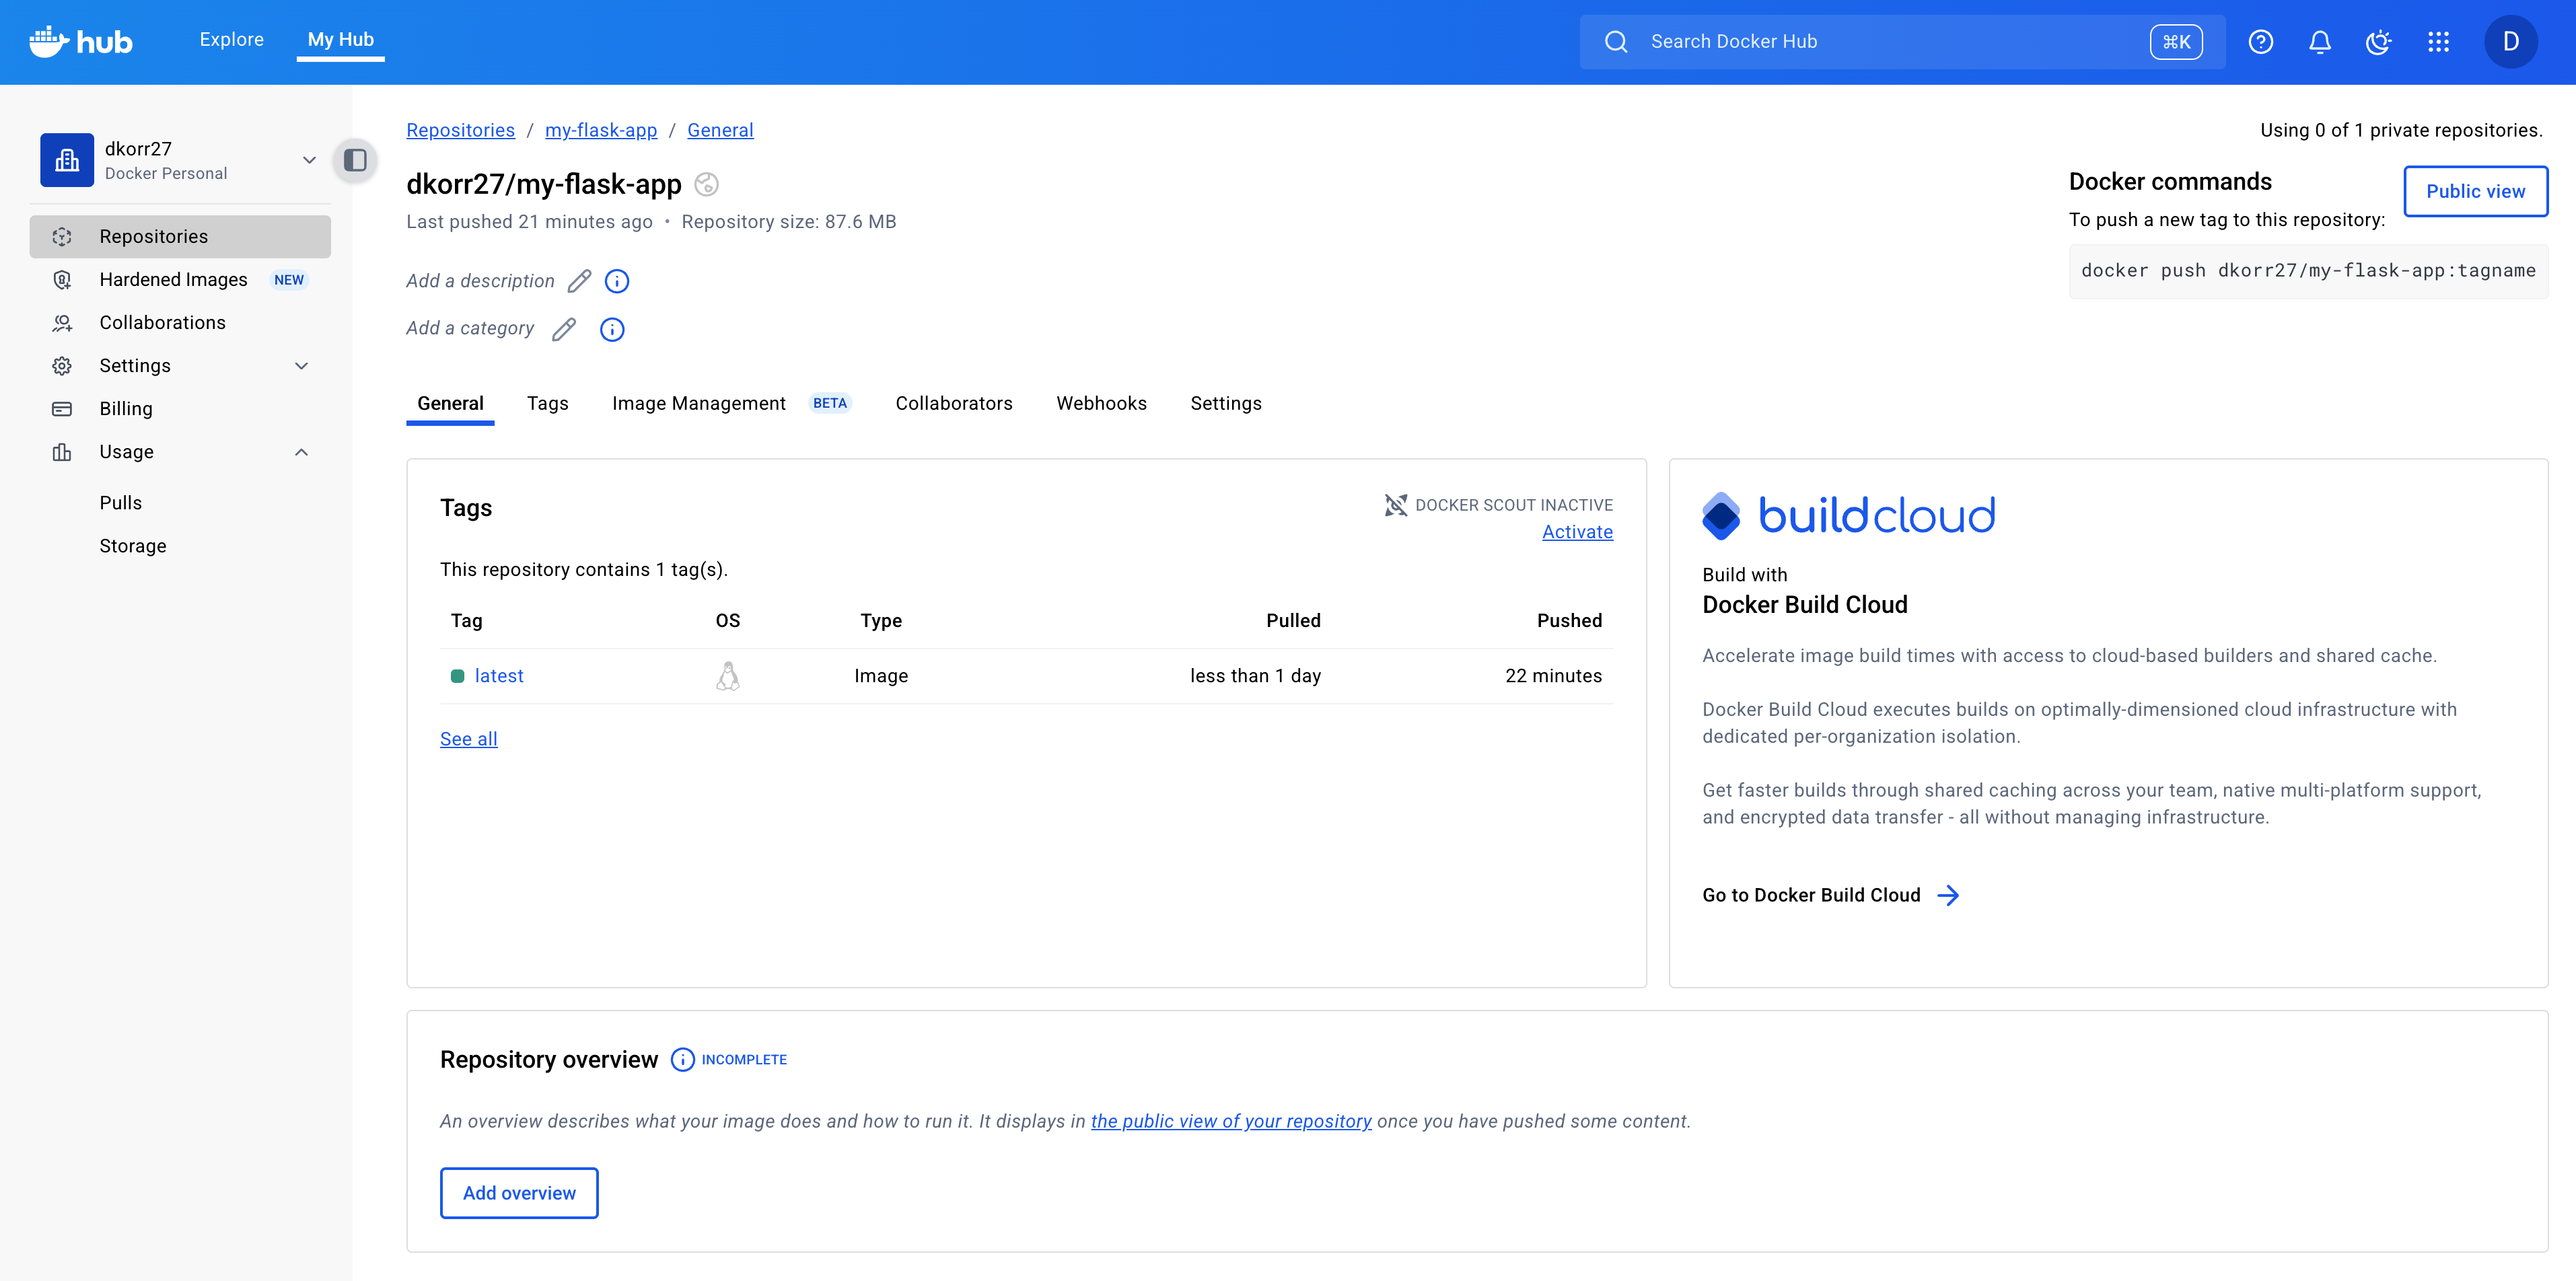 hub
Explore
My Hub
Search Docker Hub
⌘K
D
dkorr27
Docker Personal
Repositories
Hardened Images NEW
Collaborations
Settings
Billing
Usage
Pulls
Storage
Repositories / my-flask-app / General
Using 0 of 1 private repositories.
dkorr27/my-flask-app
Last pushed 21 minutes ago • Repository size: 87.6 MB
Add a description
Add a category
Docker commands
Public view
To push a new tag to this repository:
docker push dkorr27/my-flask-app:tagname
General Tags Image Management BETA Collaborators Webhooks Settings
Tags
DOCKER SCOUT INACTIVE
Activate
This repository contains 1 tag(s).
Tag OS Type Pulled Pushed
latest Image less than 1 day 22 minutes
See all
buildcloud
Build with
Docker Build Cloud
Accelerate image build times with access to cloud-based builders and shared cache.
Docker Build Cloud executes builds on optimally-dimensioned cloud infrastructure with
dedicated per-organization isolation.
Get faster builds through shared caching across your team, native multi-platform support,
and encrypted data transfer - all without managing infrastructure.
Go to Docker Build Cloud
Repository overview INCOMPLETE
An overview describes what your image does and how to run it. It displays in the public view of your repository once you have pushed some content.
Add overview